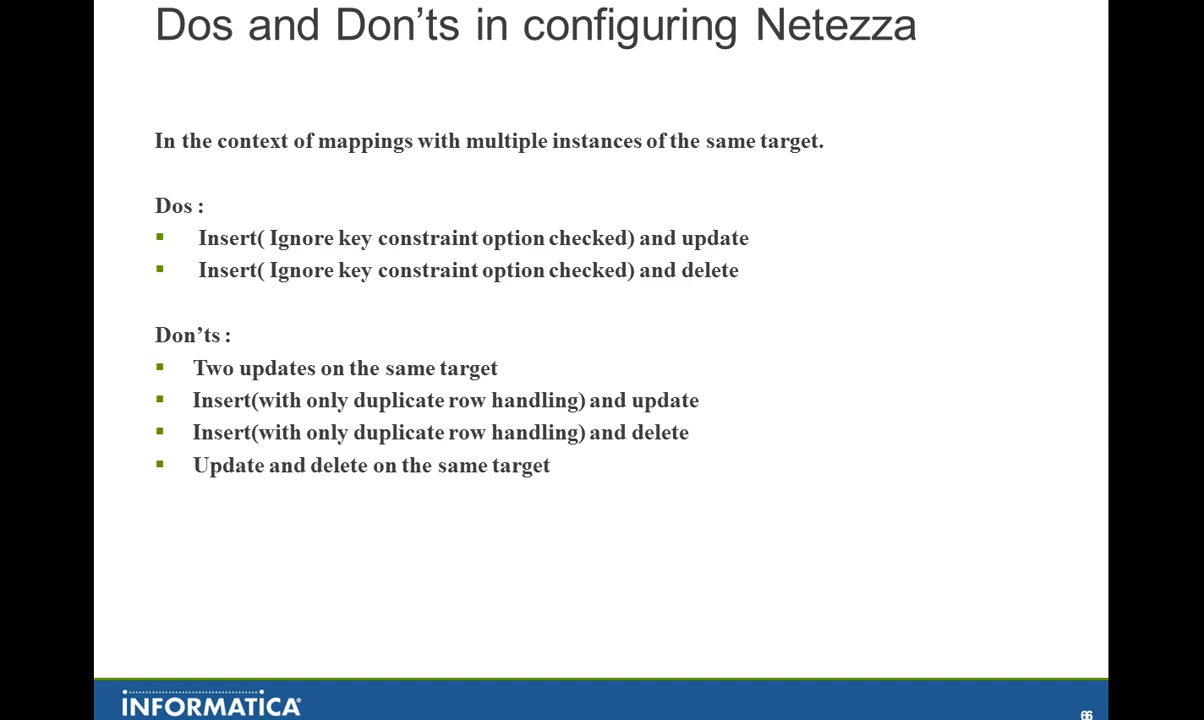 Dos and Don’ts in configuring Netezza
In the context of mappings with multiple instances of the same target.
Dos :
Insert( Ignore key constraint option checked) and update
Insert( Ignore key constraint option checked) and delete
Don’ts :
Two updates on the same target
Insert(with only duplicate row handling) and update
Insert(with only duplicate row handling) and delete
Update and delete on the same target
INFORMATICA®